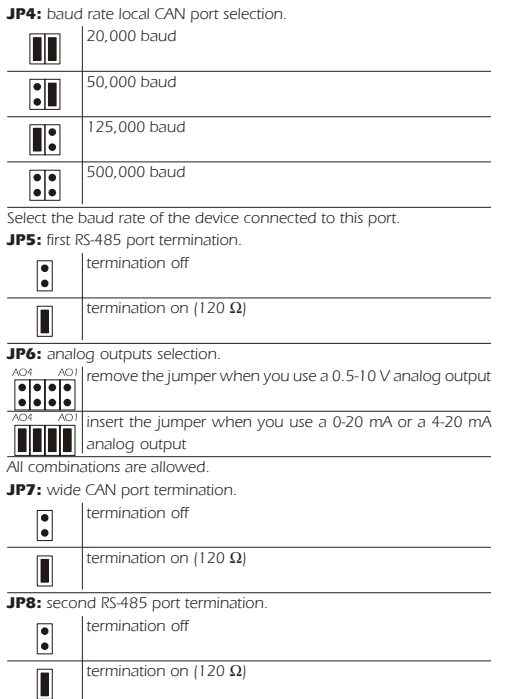 JP4: baud rate local CAN port selection.
20,000 baud
50,000 baud
125,000 baud
500,000 baud
Select the baud rate of the device connected to this port.
JP5: first RS-485 port termination.
termination off
termination on (120 Ω)
JP6: analog outputs selection.
AO4 AO1
remove the jumper when you use a 0.5-10 V analog output
AO4 AO1
insert the jumper when you use a 0-20 mA or a 4-20 mA
analog output
All combinations are allowed.
JP7: wide CAN port termination.
termination off
termination on (120 Ω)
JP8: second RS-485 port termination.
termination off
termination on (120 Ω)